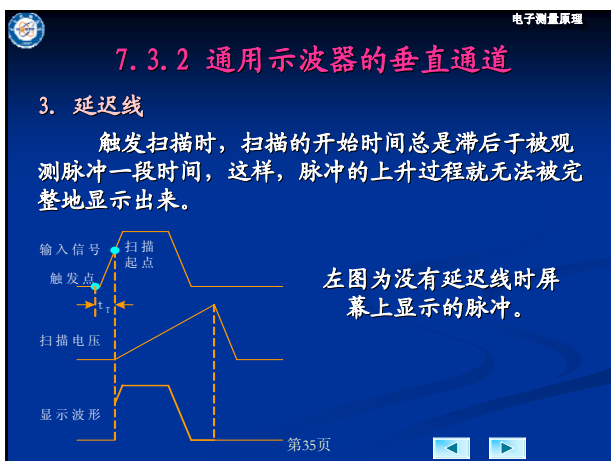 电子测量原理
7.3.2 通用示波器的垂直通道
3. 延迟线
触发扫描时，扫描的开始时间总是滞后于被观
测脉冲一段时间，这样，脉冲的上升过程就无法被完
整地显示出来。
输入信号
扫描
起点
触发点
tT
扫描电压
显示波形
左图为没有延迟线时屏
幕上显示的脉冲。
第35页